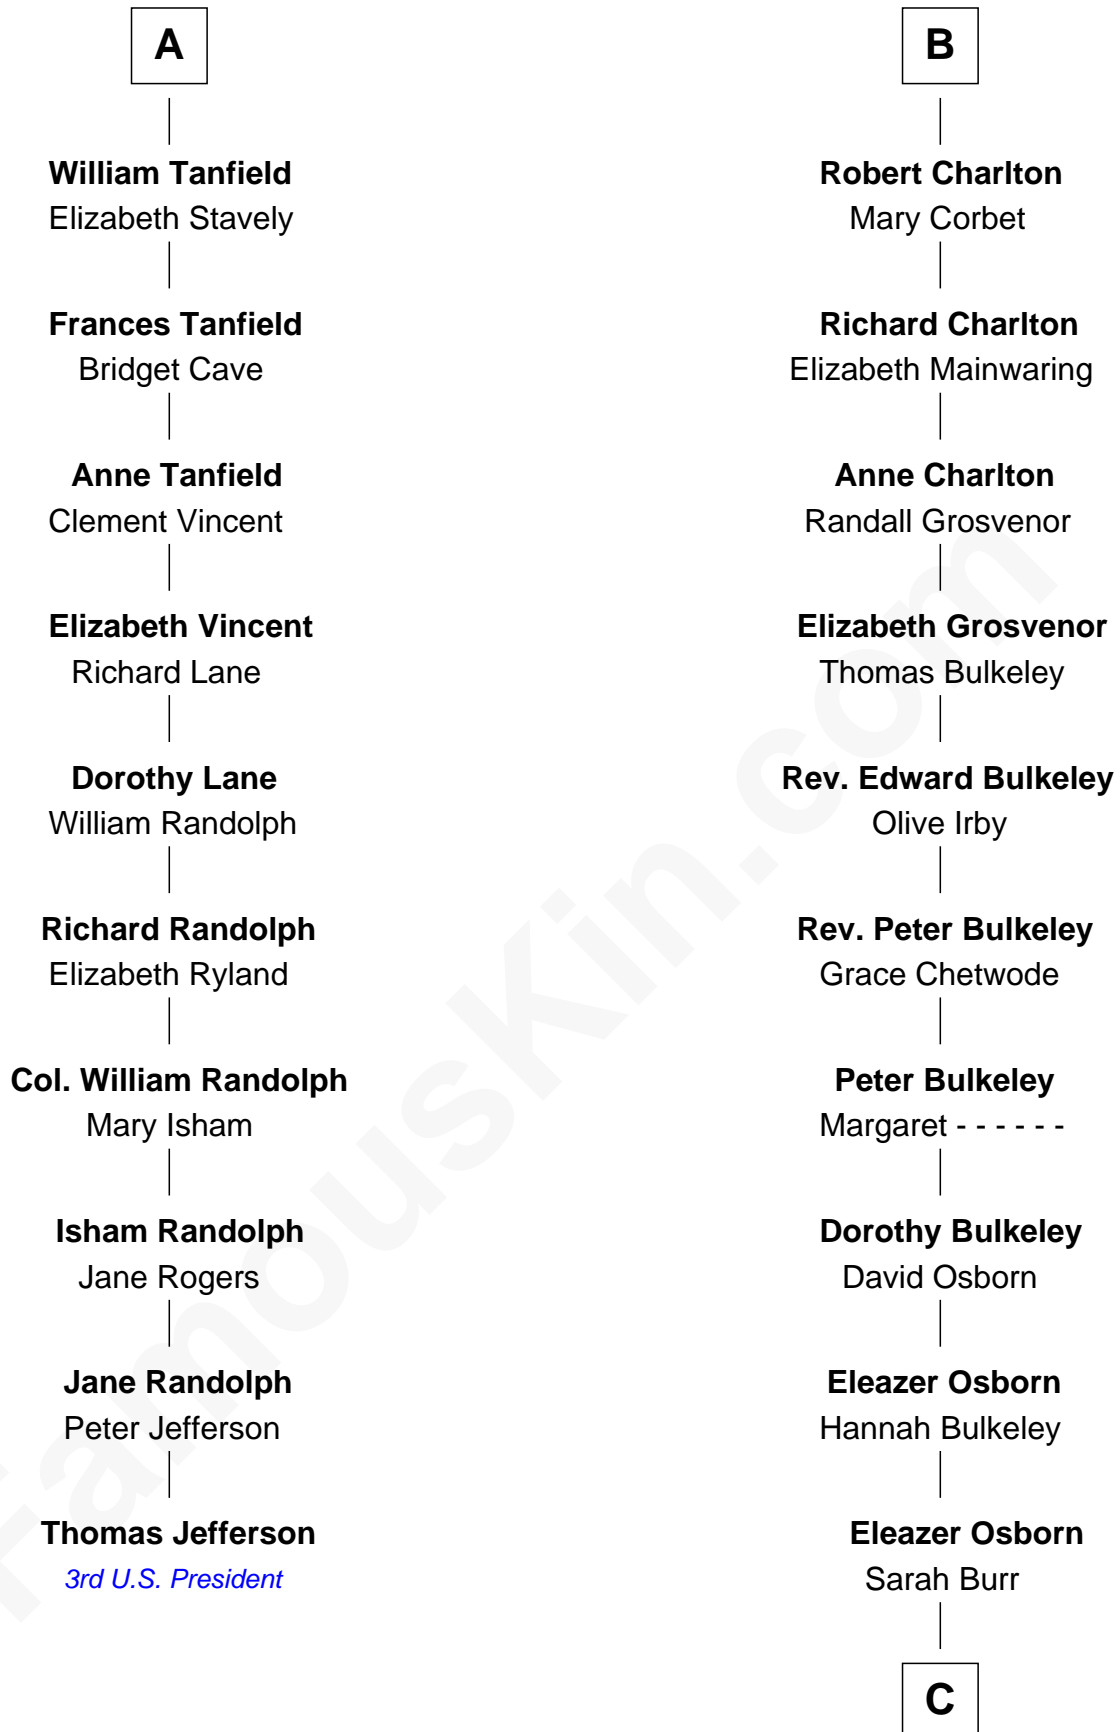 A
William Tanfield
Elizabeth Stavely
Frances Tanfield
Bridget Cave
Anne Tanfield
Clement Vincent
Elizabeth Vincent
Richard Lane
Dorothy Lane
William Randolph
Richard Randolph
Elizabeth Ryland
Col. William Randolph
Mary Isham
Isham Randolph
Jane Rogers
Jane Randolph
Peter Jefferson
Thomas Jefferson
3rd U.S. President
B
Robert Charlton
Mary Corbet
Richard Charlton
Elizabeth Mainwaring
Anne Charlton
Randall Grosvenor
Elizabeth Grosvenor
Thomas Bulkeley
Rev. Edward Bulkeley
Olive Irby
Rev. Peter Bulkeley
Grace Chetwode
Peter Bulkeley
Margaret - - - - - -
Dorothy Bulkeley
David Osborn
Eleazer Osborn
Hannah Bulkeley
Eleazer Osborn
Sarah Burr
C
FamousKin.com